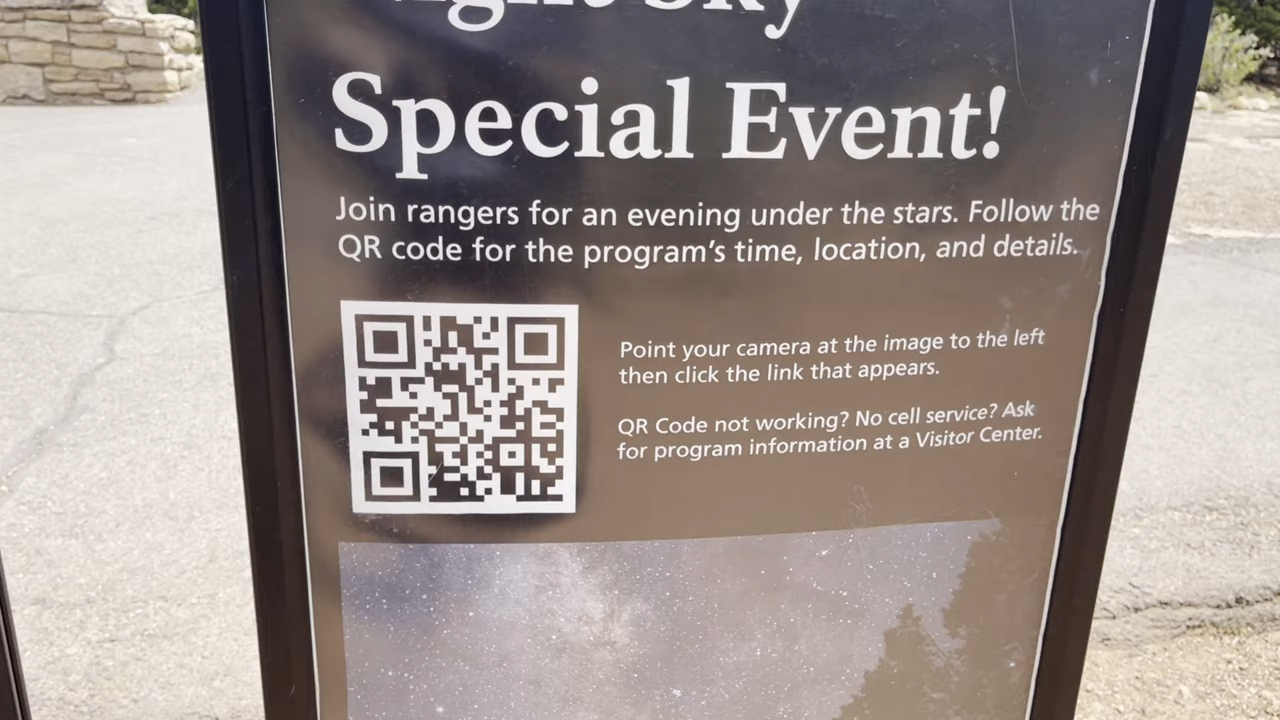 Sky
Special Event!
Join rangers for an evening under the stars. Follow the
QR code for the program's time, location, and details.
Point your camera at the image to the left
then click the link that appears.
QR Code not working? No cell service? Ask
for program information at a Visitor Center.